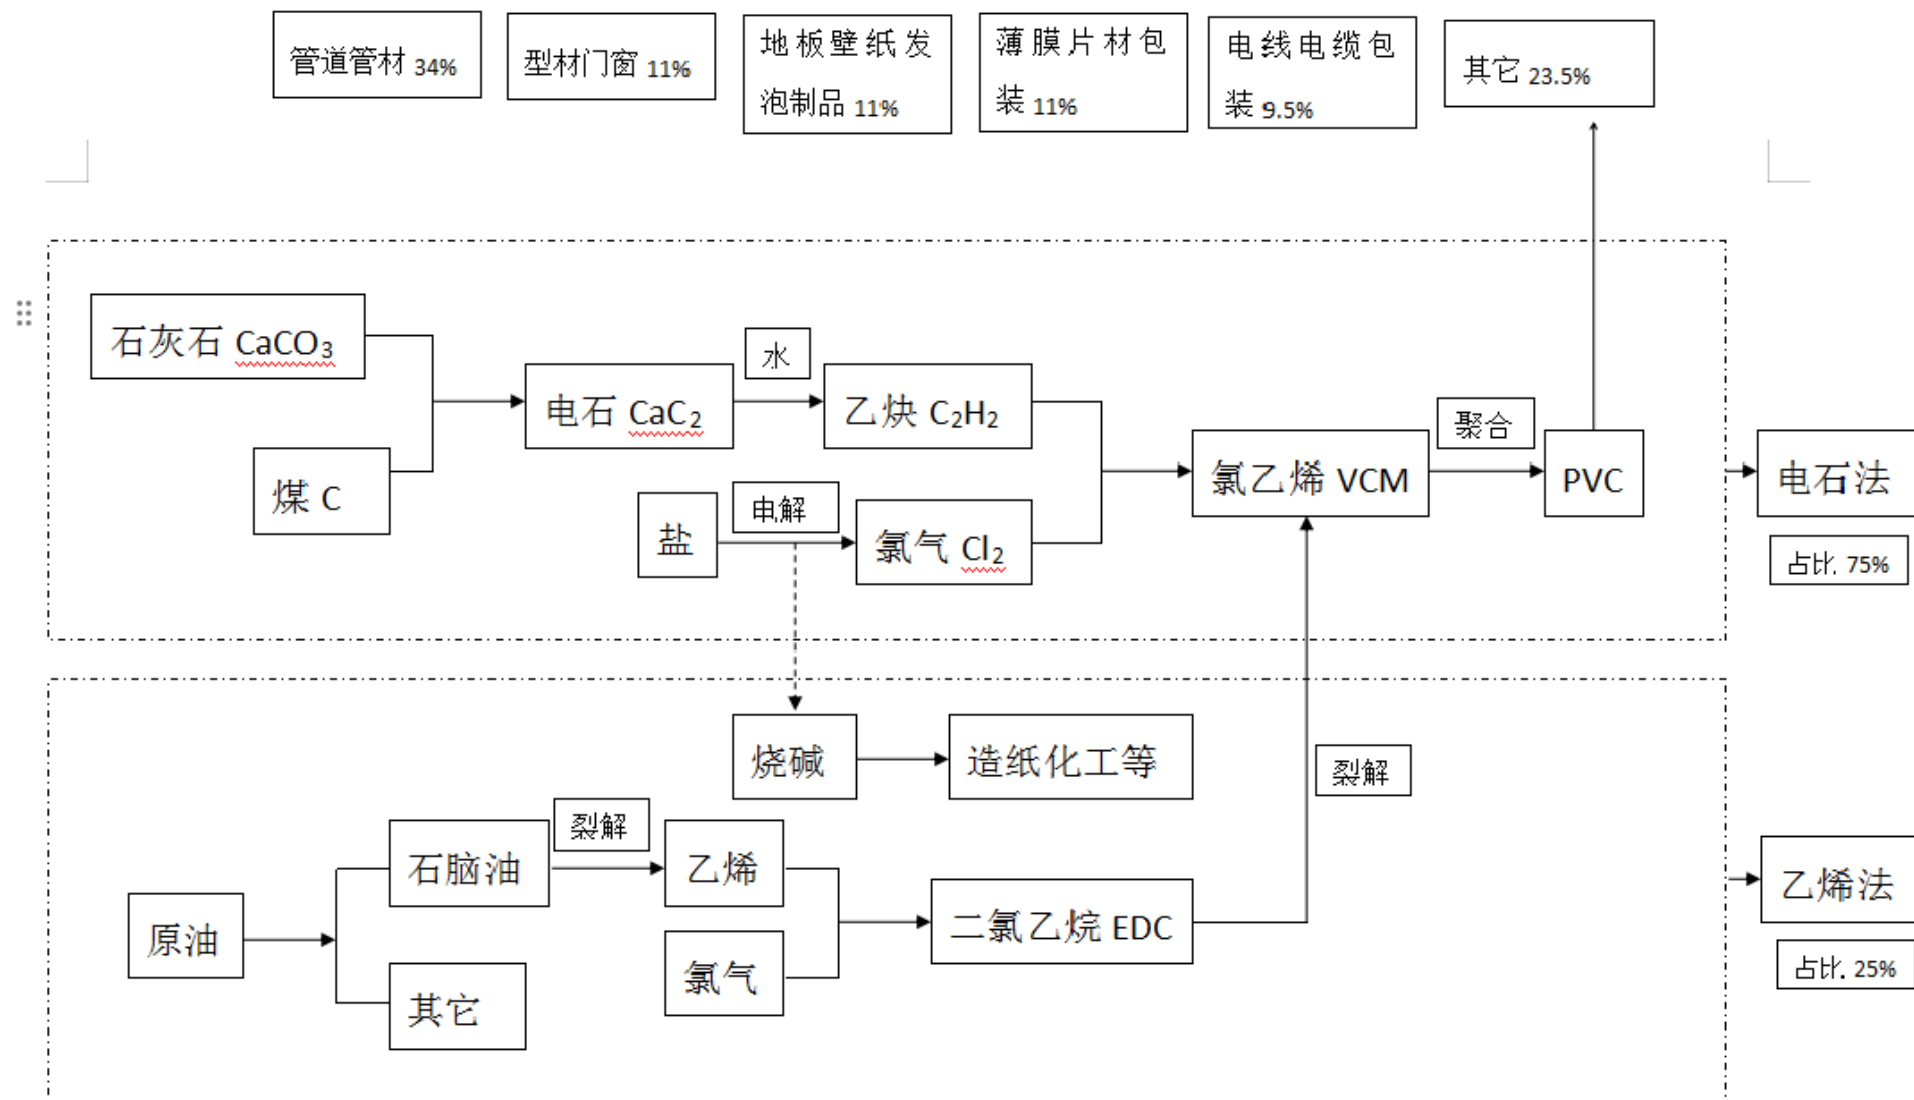 管道管材 34%
型材门窗 11%
地板壁纸发
泡制品 11%
薄膜片材包
装 11%
电线电缆包
装 9.5%
其它 23.5%
石灰石 CaCO₃
煤 C
电石 CaC₂
水
乙炔 C₂H₂
盐
电解
氯气 Cl₂
氯乙烯 VCM
聚合
PVC
电石法
占比 75%
烧碱
造纸化工等
裂解
原油
石脑油
其它
裂解
乙烯
氯气
二氯乙烷 EDC
乙烯法
占比 25%